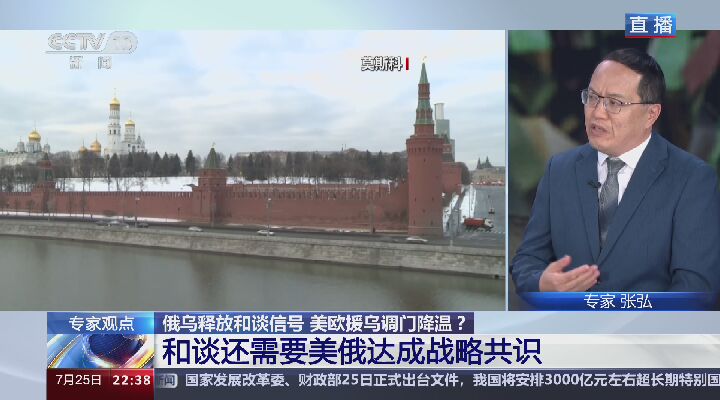 CCTV
新闻
莫斯科
直播
专家 张弘
专家观点
俄乌释放和谈信号 美欧援乌调门降温？
和谈还需要美俄达成战略共识
7月25日 22:38
新闻 国家发展改革委、财政部25日正式出台文件，我国将安排3000亿元左右超长期特别国